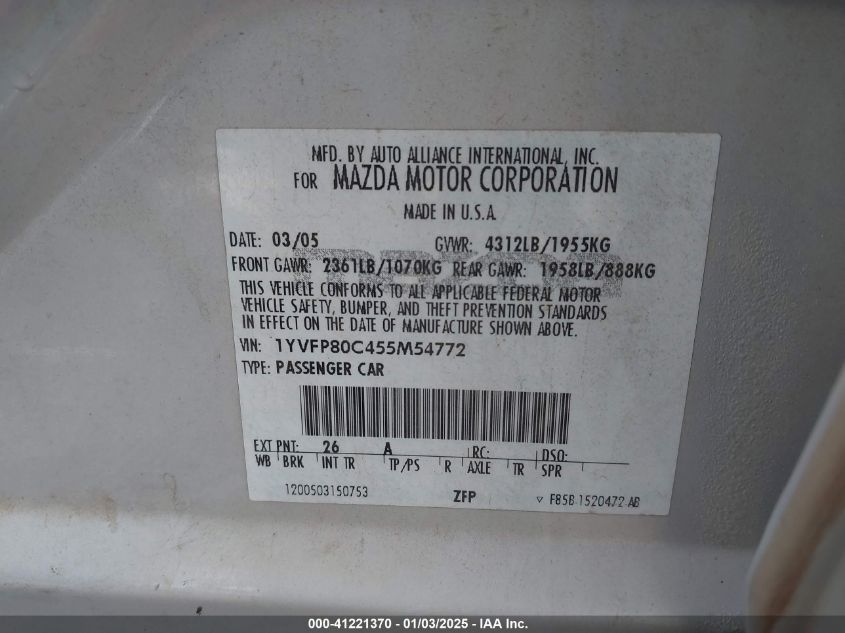 MFD. BY AUTO ALLIANCE INTERNATIONAL, INC.
FOR MAZDA MOTOR CORPORATION
MADE IN U.S.A.
DATE: 03/05 GVWR: 4312LB/1955KG
FRONT GAWR: 2361LB/1070KG REAR GAWR: 1958LB/888KG
THIS VEHICLE CONFORMS TO ALL APPLICABLE FEDERAL MOTOR
VEHICLE SAFETY, BUMPER, AND THEFT PREVENTION STANDARDS
IN EFFECT ON THE DATE OF MANUFACTURE SHOWN ABOVE.
VIN: 1YVFP80C455M54772
TYPE: PASSENGER CAR
EXT PNT: 26 A RC: DSO:
WB BRK INT TR TP/PS R AXLE TR SPR
1200503150753 ZFP F85B 1520472 AB
000-41221370 - 01/03/2025 - IAA Inc.